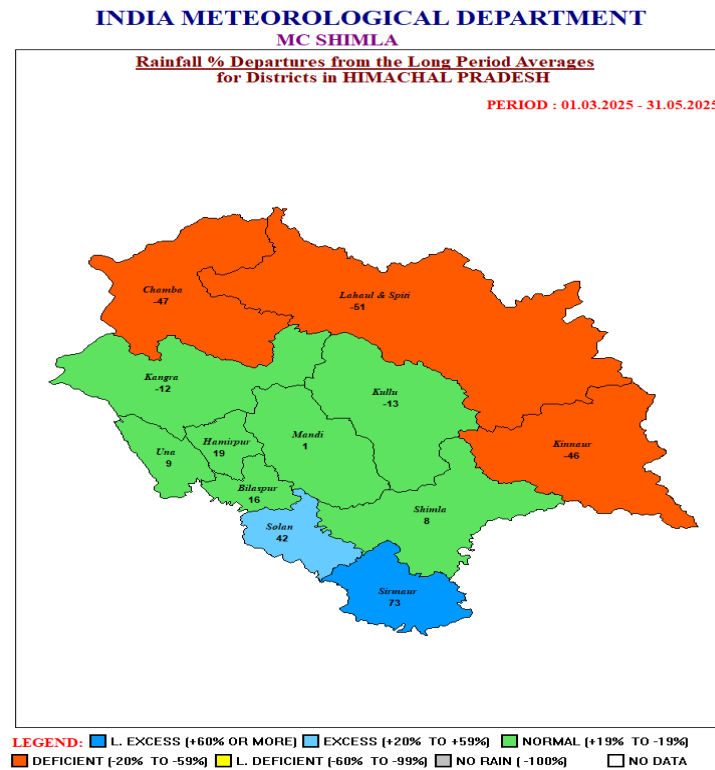 INDIA METEOROLOGICAL DEPARTMENT
MC SHIMLA
Rainfall % Departures from the Long Period Averages
for Districts in HIMACHAL PRADESH
PERIOD : 01.03.2025 - 31.05.2025
Chamba
-47
Lahaul & Spiti
-51
Kangra
-12
Kullu
-13
Mandi
1
Hamirpur
19
Una
9
Kinnaur
-46
Bilaspur
16
Shimla
8
Solan
42
Sirmaur
73
LEGEND: L. EXCESS (+60% OR MORE) EXCESS (+20% TO +59%) NORMAL (+19% TO -19%)
DEFICIENT (-20% TO -59%) L. DEFICIENT (-60% TO -99%) NO RAIN (-100%) NO DATA